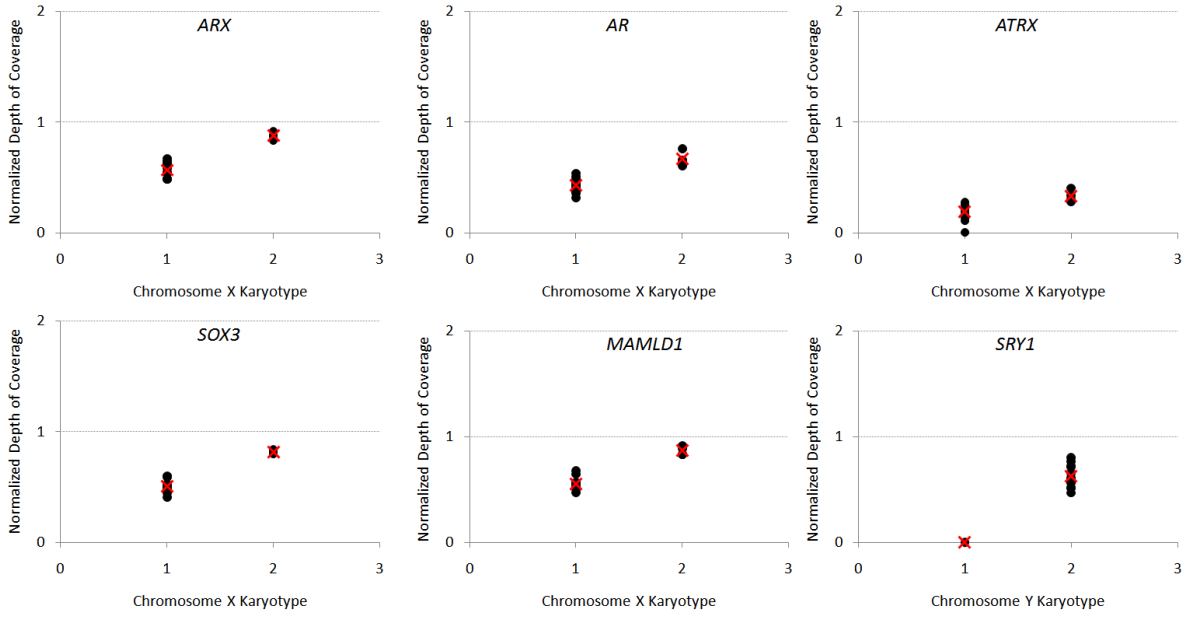 ARX
Normalized Depth of Coverage
2
1
0
0 1 2 3
Chromosome X Karyotype
AR
Normalized Depth of Coverage
2
1
0
0 1 2 3
Chromosome X Karyotype
ATRX
Normalized Depth of Coverage
2
1
0
0 1 2 3
Chromosome X Karyotype
SOX3
Normalized Depth of Coverage
2
1
0
0 1 2 3
Chromosome X Karyotype
MAMLD1
Normalized Depth of Coverage
2
1
0
0 1 2 3
Chromosome X Karyotype
SRY1
Normalized Depth of Coverage
2
1
0
0 1 2 3
Chromosome Y Karyotype